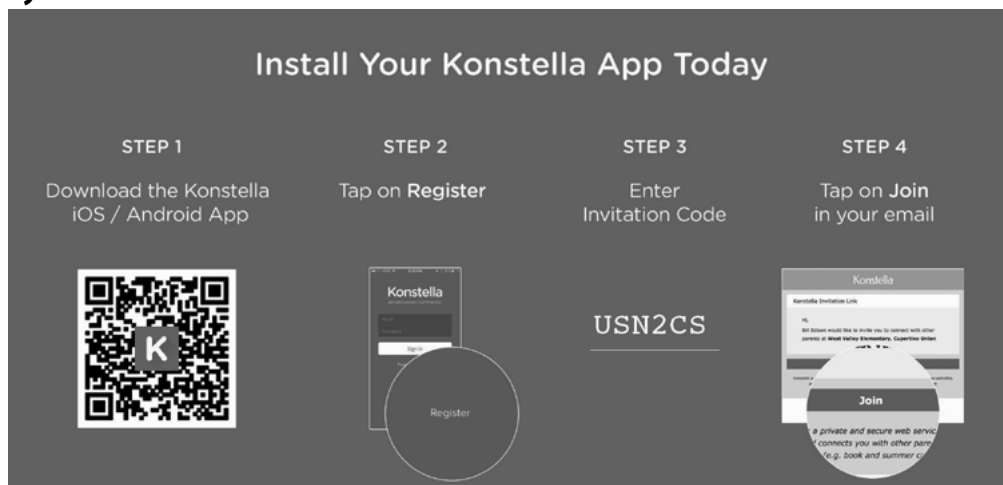 Install Your Konstella App Today
STEP 1
Download the Konstella
iOS / Android App
K
STEP 2
Tap on Register
Konstella
Sign In
Register
STEP 3
Enter
Invitation Code
USN2CS
STEP 4
Tap on Join
in your email
Konstella
Konstella Invitation Link
Hi,
Bill Edison would like to invite you to connect with other
parents at West Valley Elementary, Cupertino Union
Join
a private and secure web servic
connects you with other pare
(e.g. book and summer c